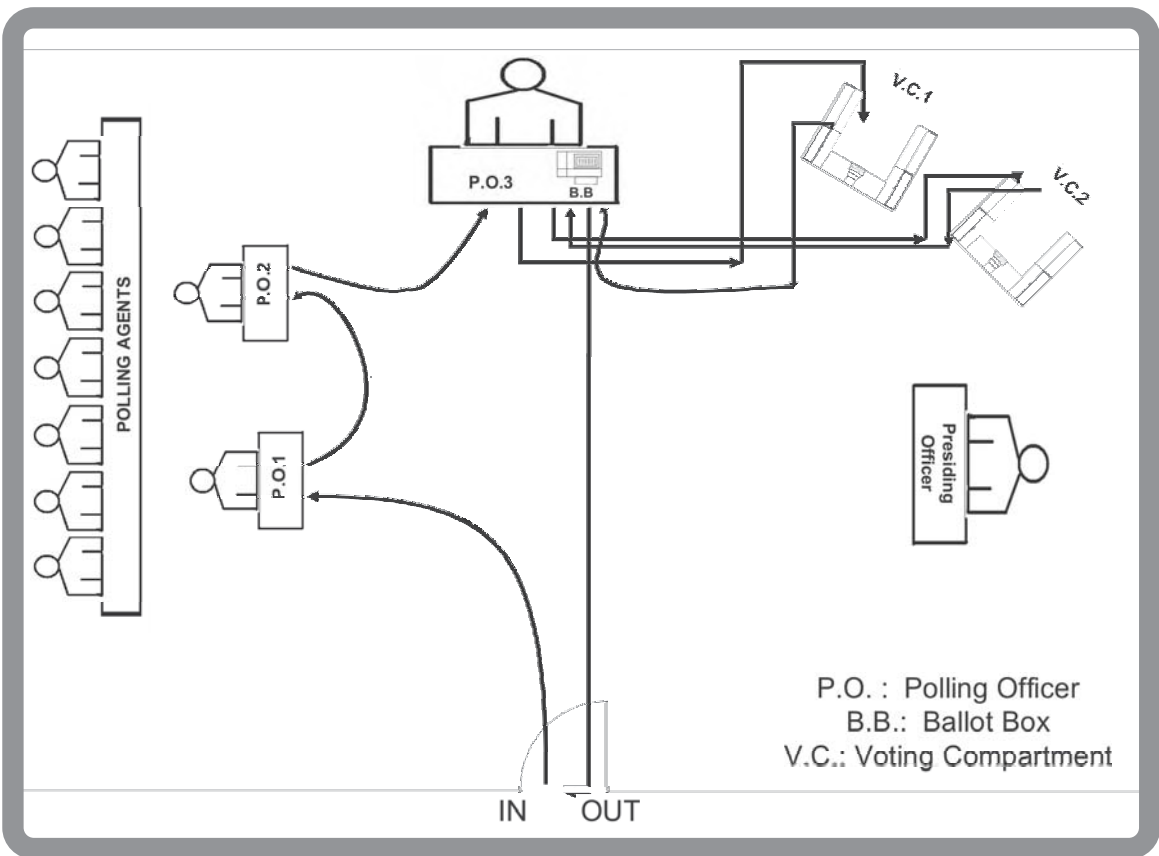 V.C.1
V.C.2
P.O.3
B.B
P.O.2
POLLING AGENTS
P.O.1
Presiding
Officer
P.O. : Polling Officer
B.B.: Ballot Box
V.C.: Voting Compartment
IN
OUT